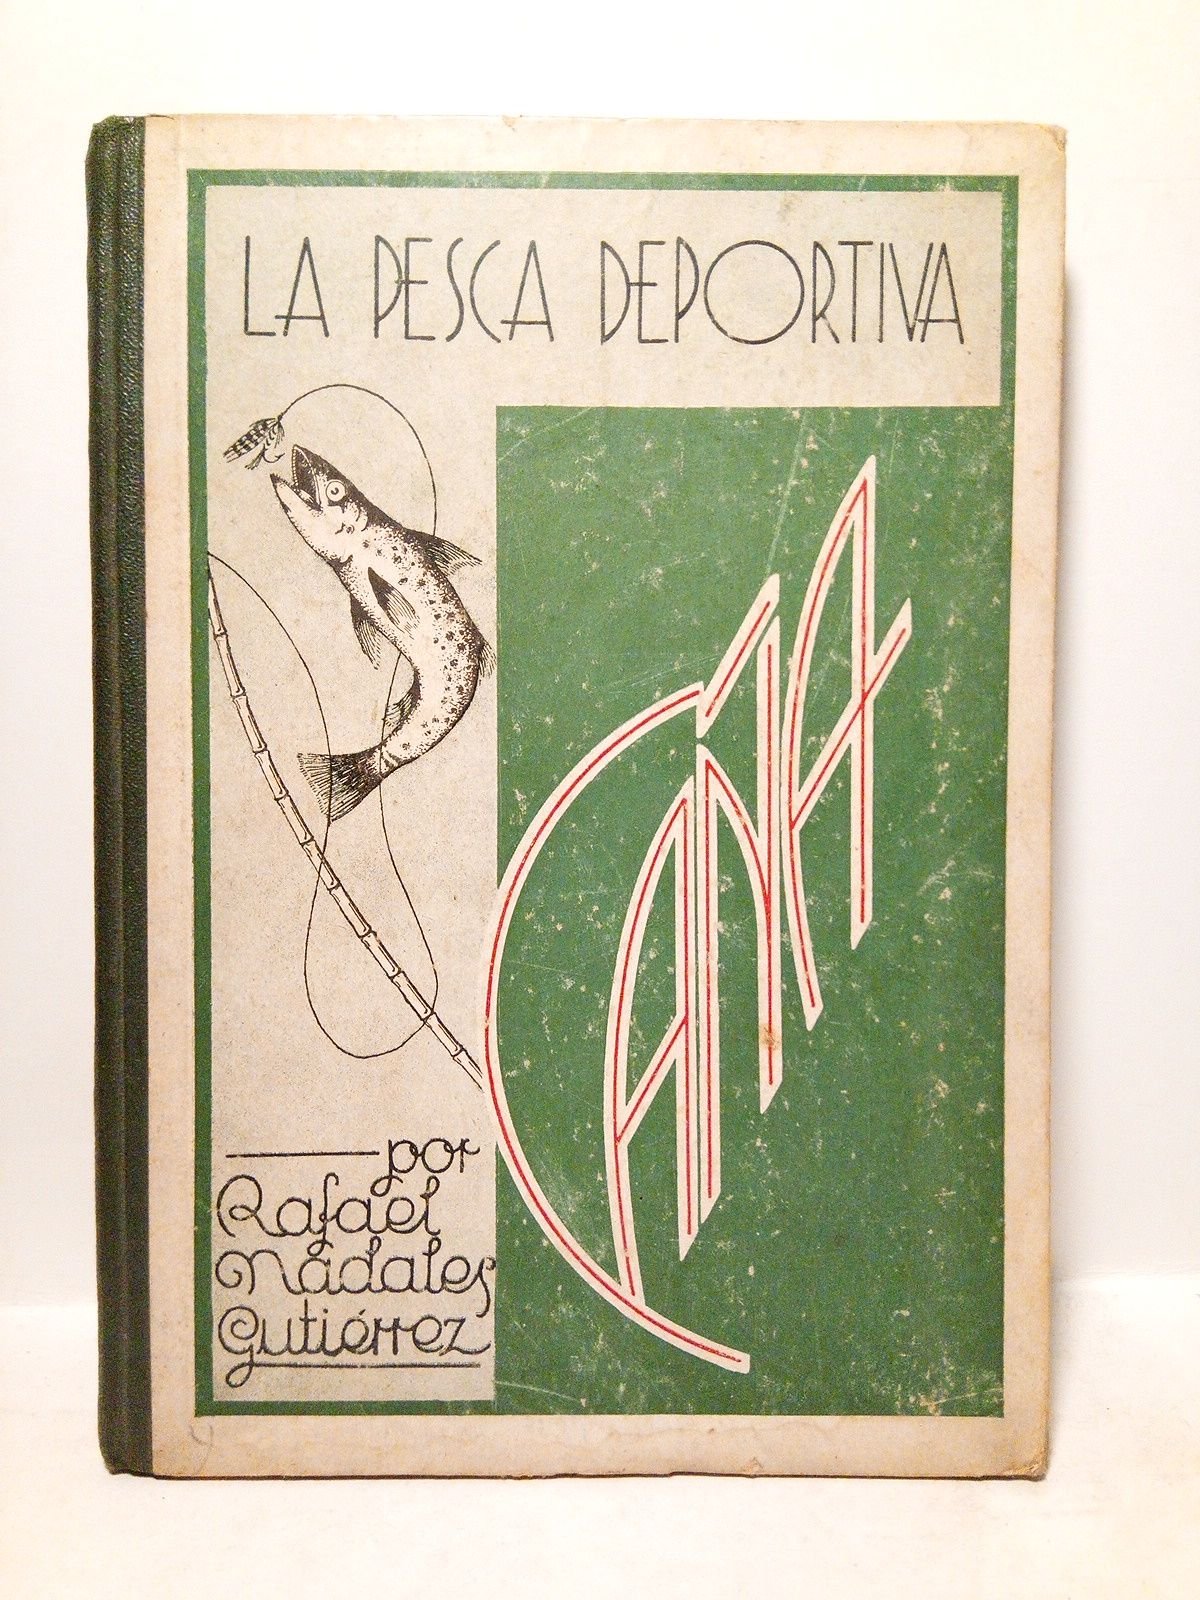 LA PESCA DEPORTIVA
CAÑA
por
Rafael
Nadales
Gutiérrez